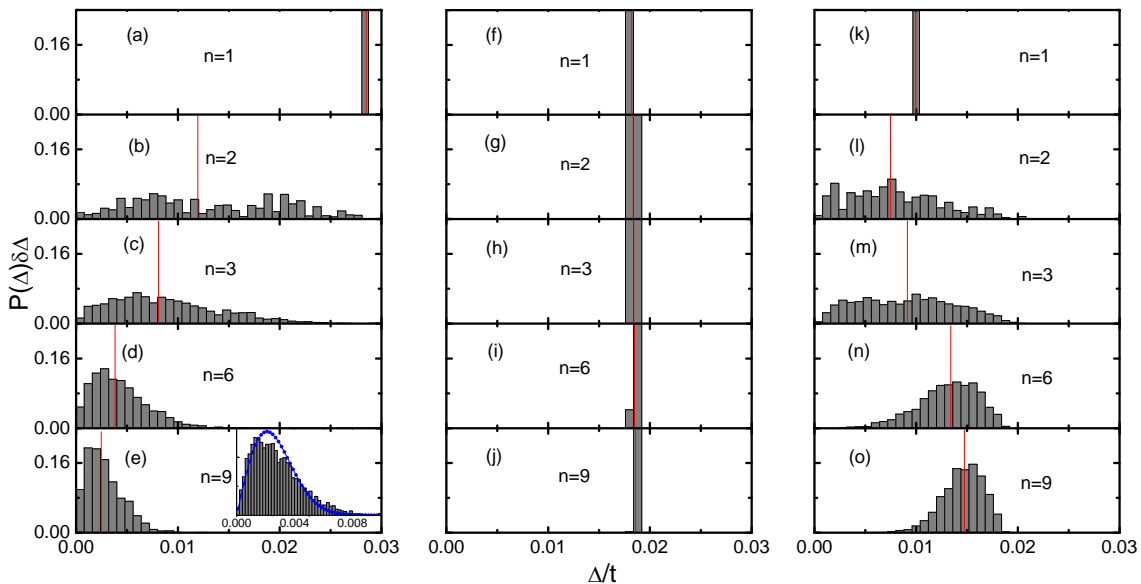 P(Δ)δΔ
(a)
n=1
0.16
0.00
(b)
n=2
0.16
0.00
(c)
n=3
0.16
0.00
(d)
n=6
0.16
0.00
(e)
n=9
0.16
0.00
0.000 0.004 0.008
0.00 0.01 0.02 0.03
(f)
n=1
(g)
n=2
(h)
n=3
(i)
n=6
(j)
n=9
0.00 0.01 0.02 0.03
Δ/t
(k)
n=1
(l)
n=2
(m)
n=3
(n)
n=6
(o)
n=9
0.00 0.01 0.02 0.03